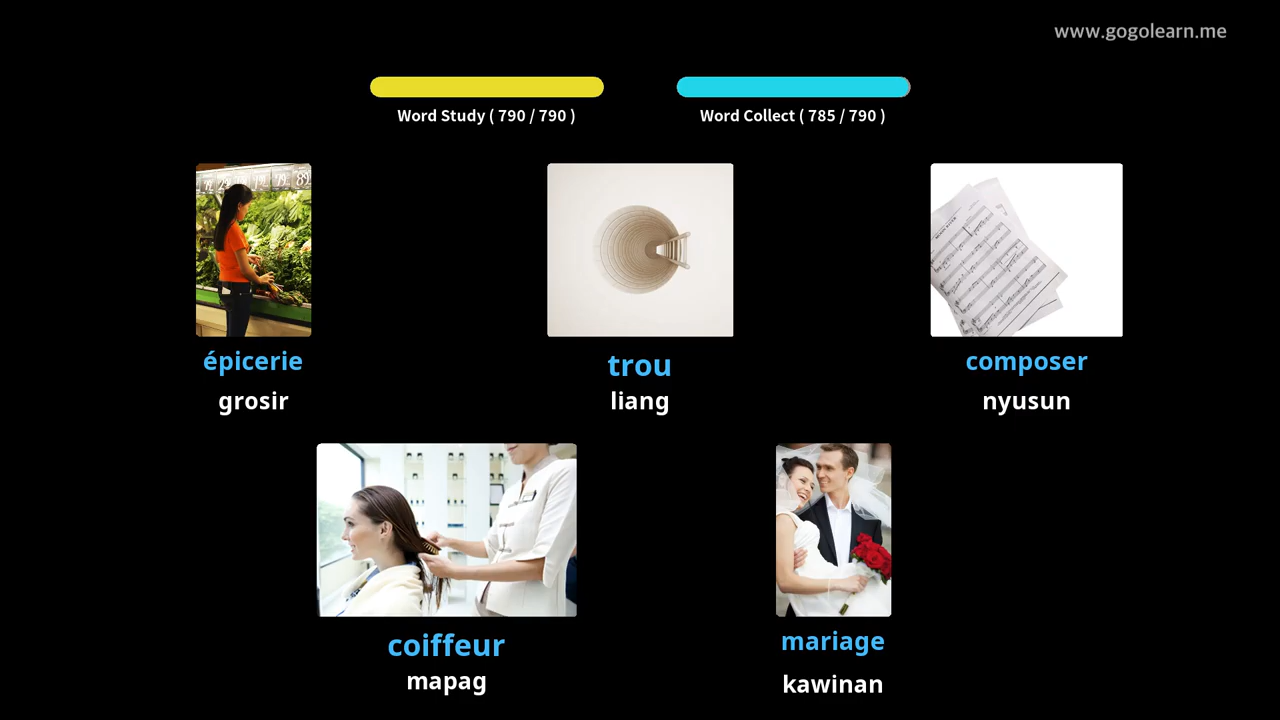 www.gogolearn.me
Word Study ( 790 / 790 )
Word Collect ( 785 / 790 )
épicerie
grosir
trou
liang
composer
nyusun
coiffeur
mapag
mariage
kawinan